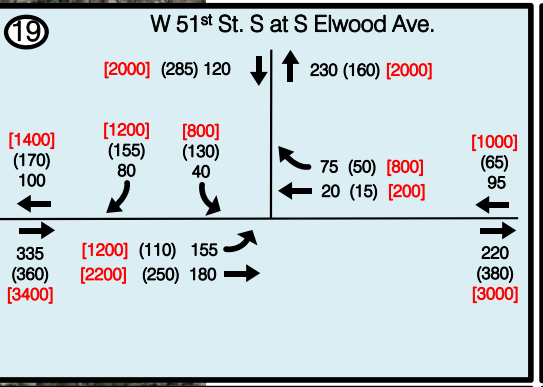 19
W 51st St. S at S Elwood Ave.
[2000] (285) 120
230 (160) [2000]
[1400]
(170)
100
[1200]
(155)
80
[800]
(130)
40
75 (50) [800]
20 (15) [200]
[1000]
(65)
95
335
(360)
[3400]
[1200] (110) 155
[2200] (250) 180
220
(380)
[3000]